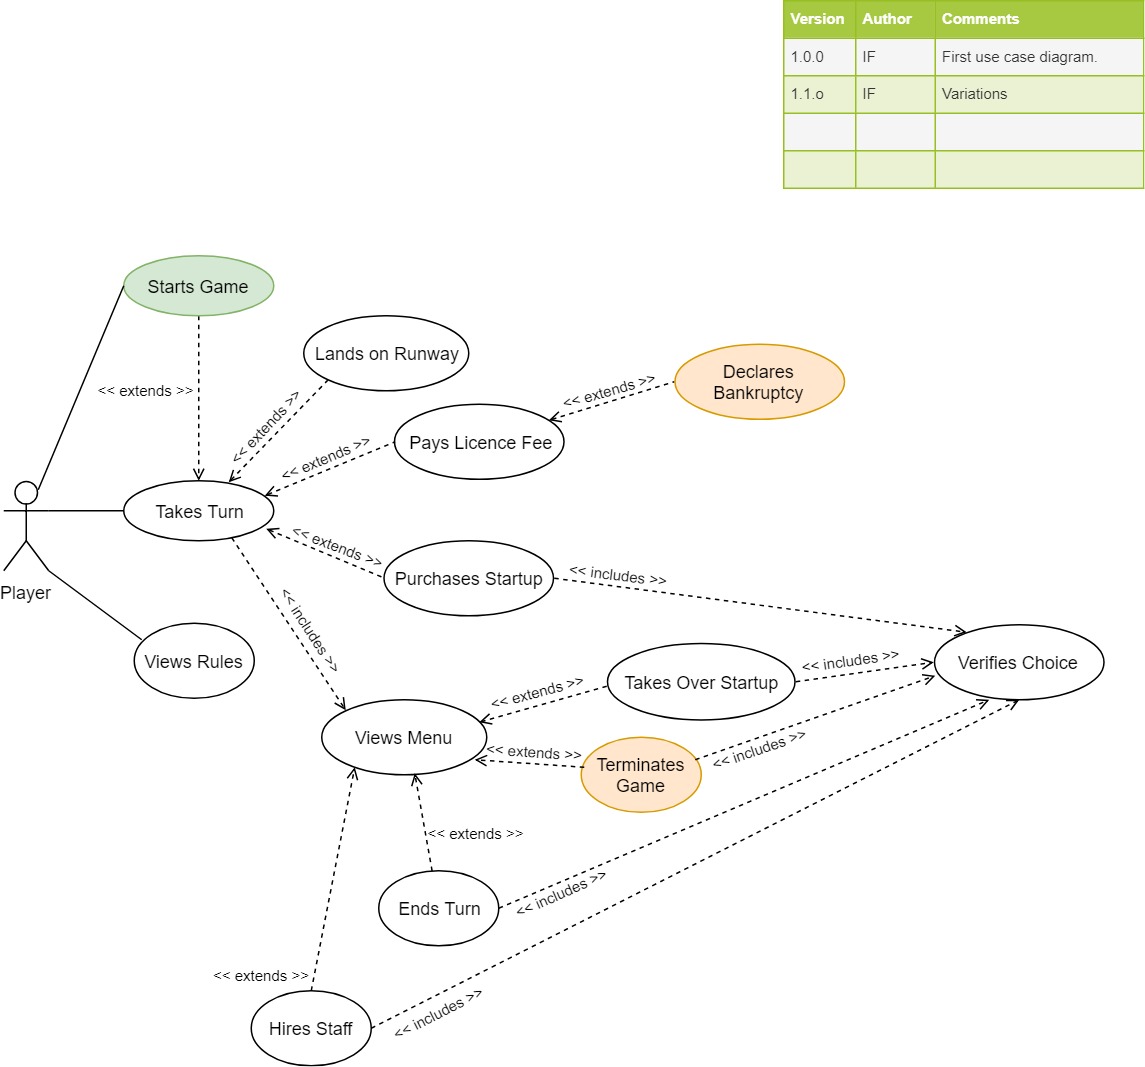 Version Author Comments
1.0.0 IF First use case diagram.
1.1.o IF Variations
Starts Game
Lands on Runway
Declares
Bankruptcy
<< extends >>
<< extends >>
<< extends >>
Pays Licence Fee
<< extends >>
Takes Turn
<< extends >>
Purchases Startup
<< includes >>
Player
<< includes >>
Views Rules
Verifies Choice
<< includes >>
Takes Over Startup
<< extends >>
Views Menu
<< extends >>
Terminates
Game
<< includes >>
<< extends >>
Ends Turn
<< includes >>
<< extends >>
Hires Staff
<< includes >>